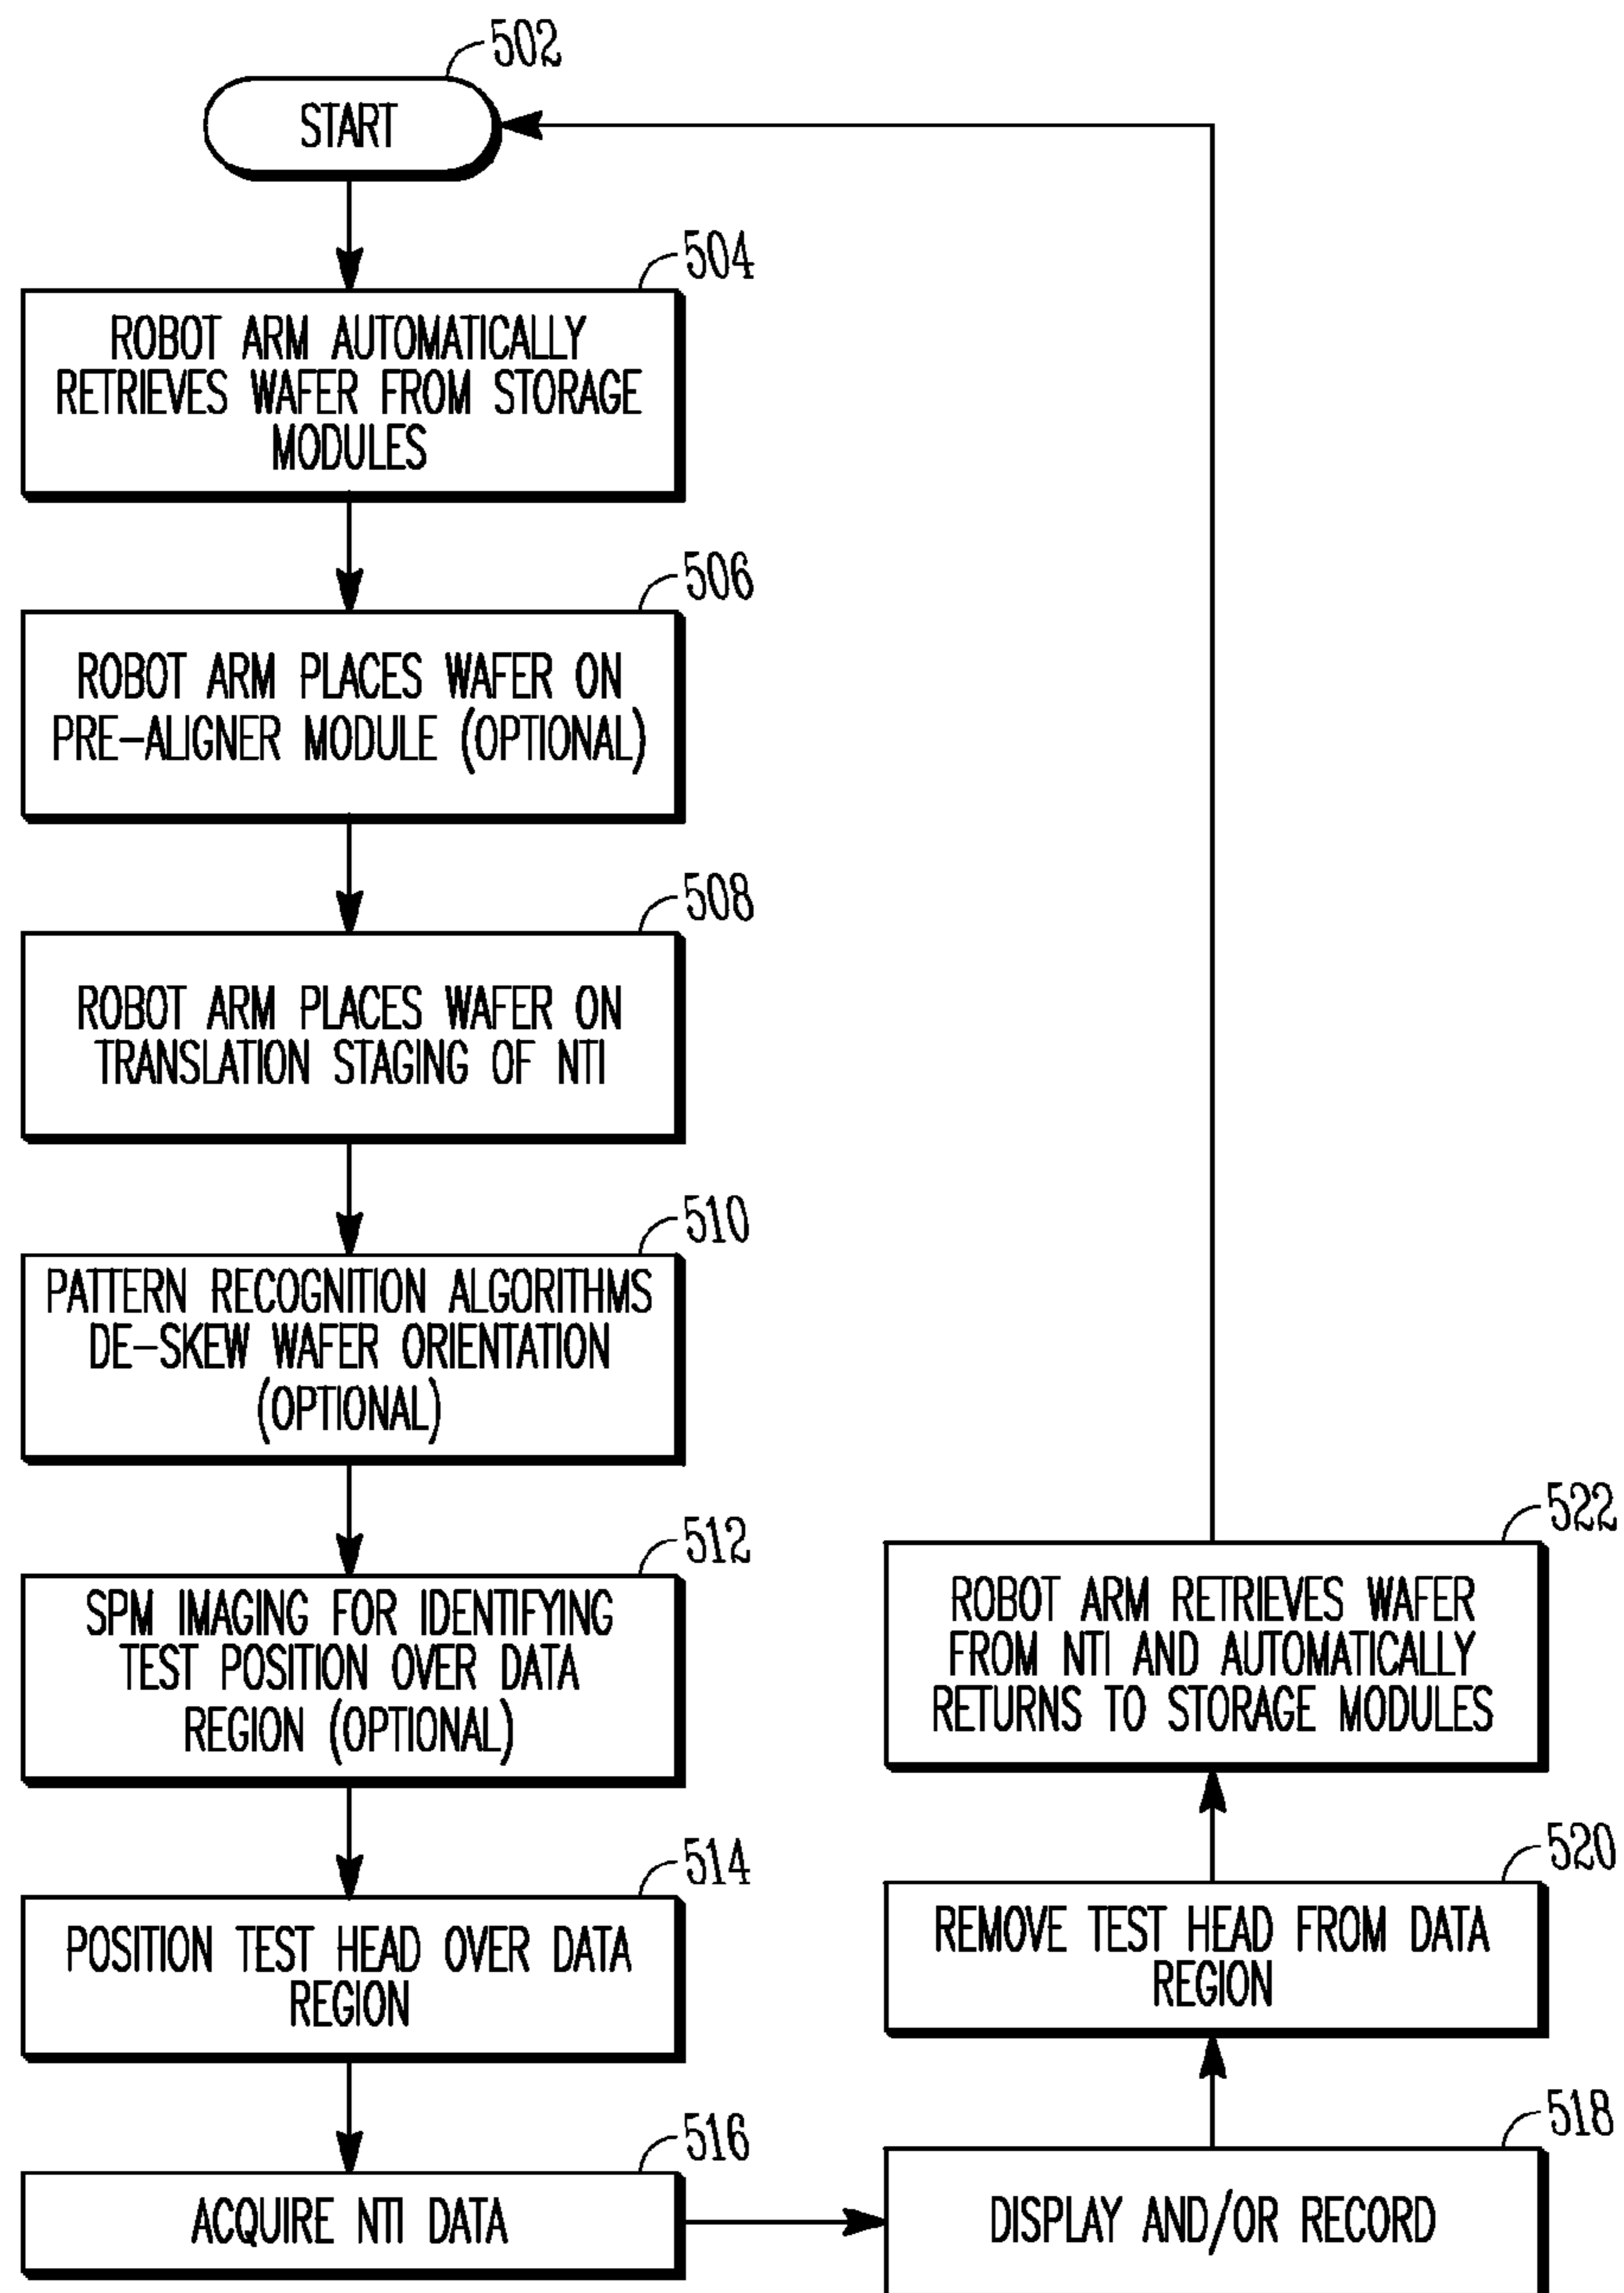 502
START
504
ROBOT ARM AUTOMATICALLY
RETRIEVES WAFER FROM STORAGE
MODULES
506
ROBOT ARM PLACES WAFER ON
PRE-ALIGNER MODULE (OPTIONAL)
508
ROBOT ARM PLACES WAFER ON
TRANSLATION STAGING OF NTI
510
PATTERN RECOGNITION ALGORITHMS
DE-SKEW WAFER ORIENTATION
(OPTIONAL)
512
SPM IMAGING FOR IDENTIFYING
TEST POSITION OVER DATA
REGION (OPTIONAL)
514
POSITION TEST HEAD OVER DATA
REGION
516
ACQUIRE NTI DATA
518
DISPLAY AND/OR RECORD
520
REMOVE TEST HEAD FROM DATA
REGION
522
ROBOT ARM RETRIEVES WAFER
FROM NTI AND AUTOMATICALLY
RETURNS TO STORAGE MODULES